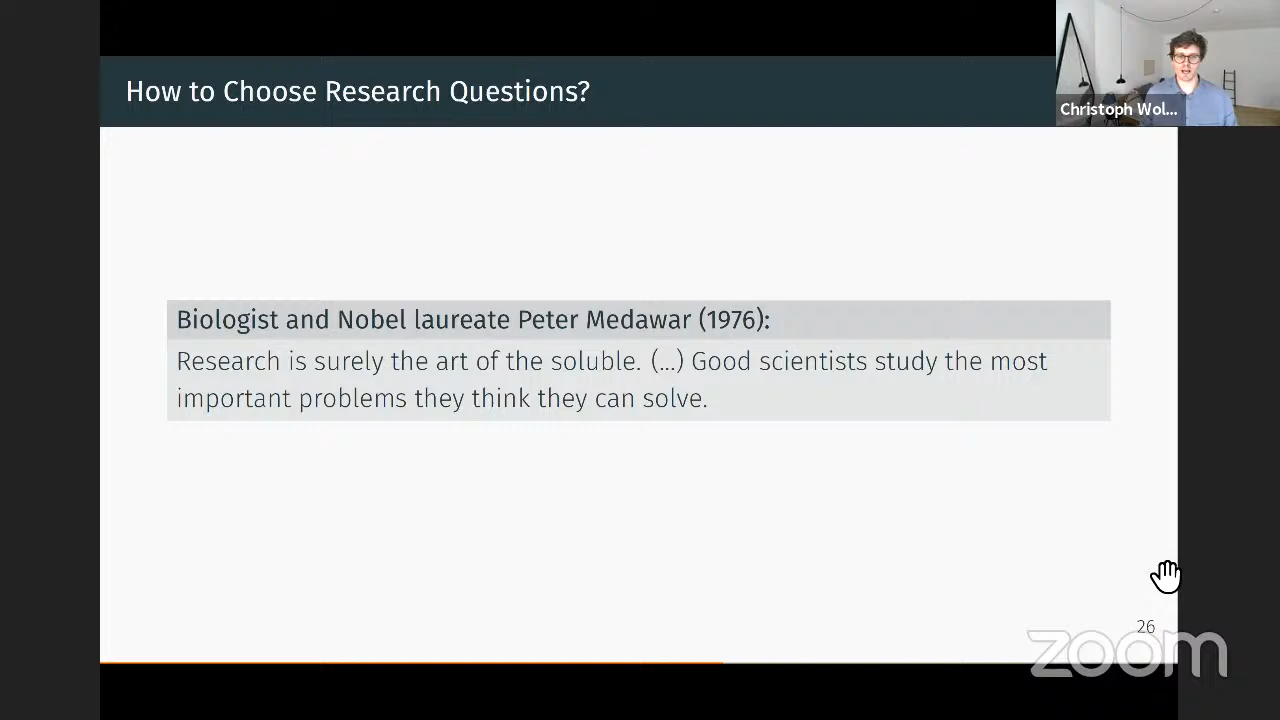 How to Choose Research Questions?
Christoph Wol...
Biologist and Nobel laureate Peter Medawar (1976):
Research is surely the art of the soluble. (...) Good scientists study the most
important problems they think they can solve.
26
zoom